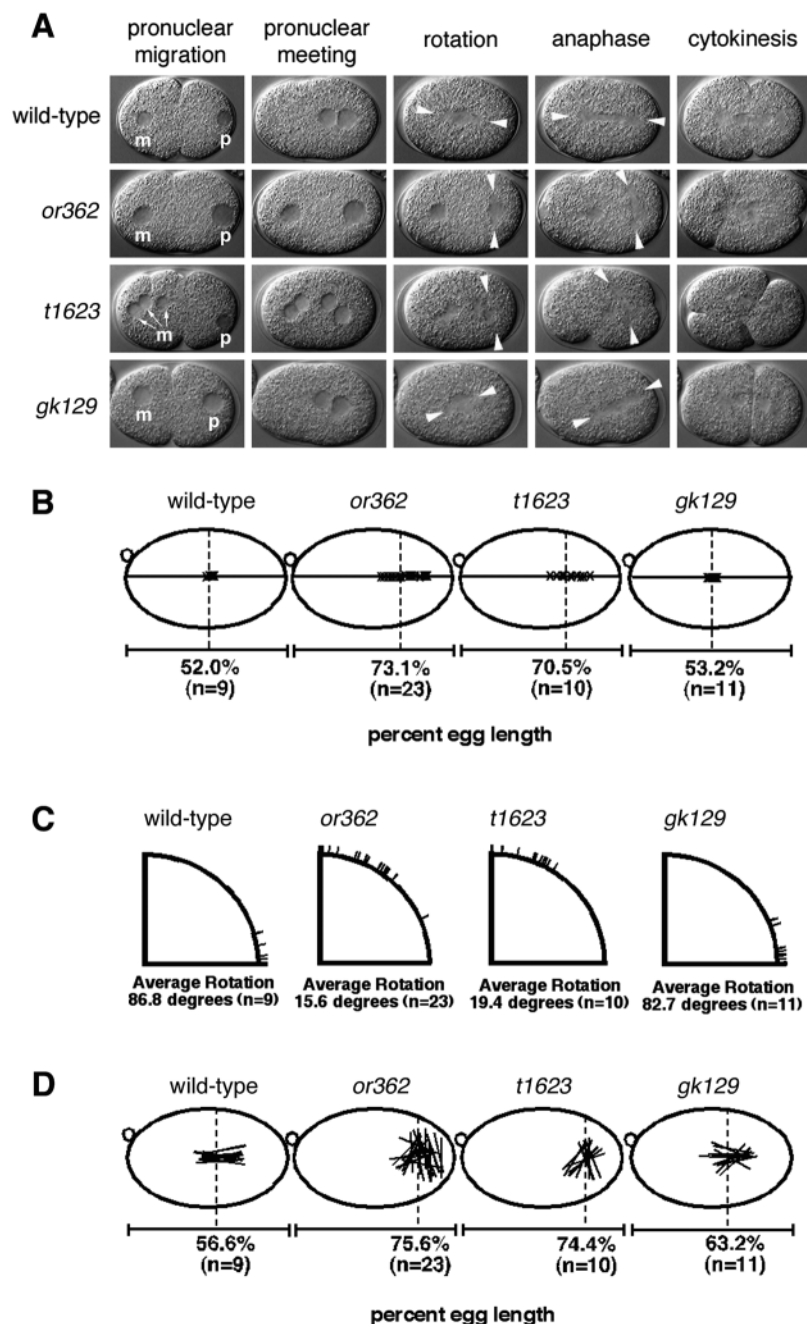 A
pronuclear migration
pronuclear meeting
rotation
anaphase
cytokinesis
wild-type
m
p
or362
m
p
t1623
m
p
gk129
m
p
B
wild-type
or362
t1623
gk129
52.0%
(n=9)
73.1%
(n=23)
70.5%
(n=10)
53.2%
(n=11)
percent egg length
C
wild-type
or362
t1623
gk129
Average Rotation
86.8 degrees (n=9)
Average Rotation
15.6 degrees (n=23)
Average Rotation
19.4 degrees (n=10)
Average Rotation
82.7 degrees (n=11)
D
wild-type
or362
t1623
gk129
56.6%
(n=9)
75.6%
(n=23)
74.4%
(n=10)
63.2%
(n=11)
percent egg length